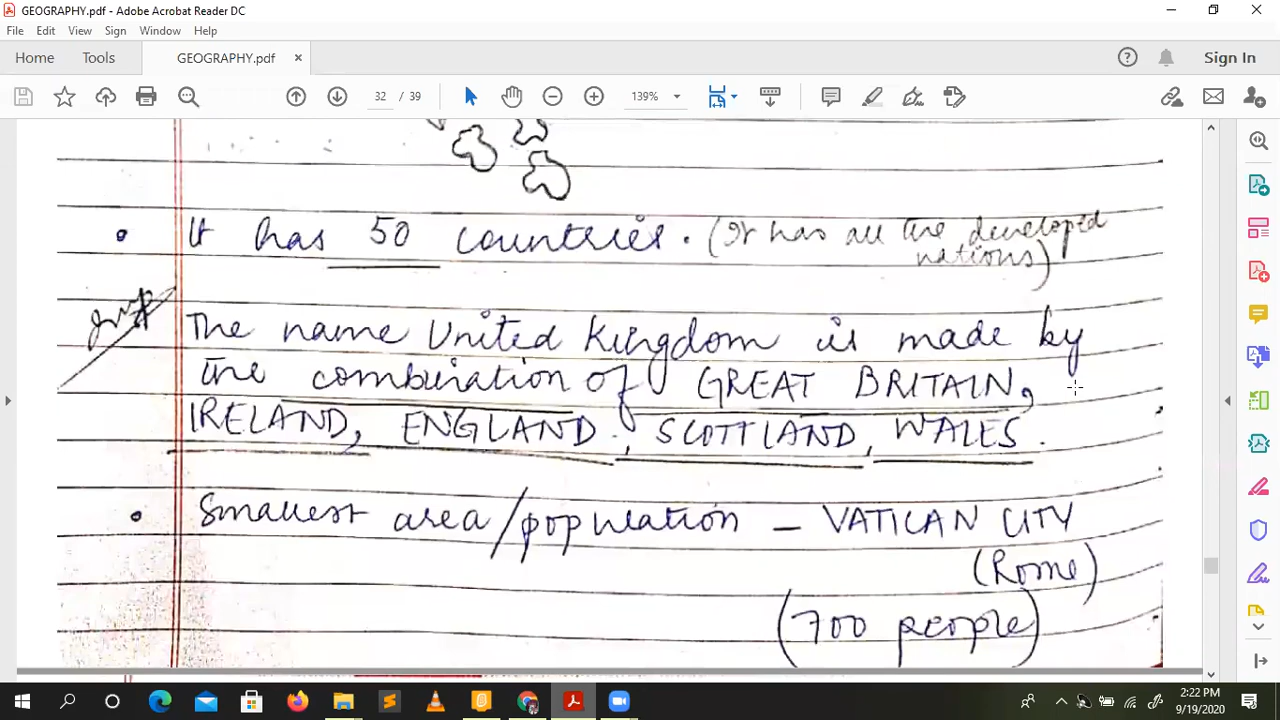 GEOGRAPHY.pdf - Adobe Acrobat Reader DC
File Edit View Sign Window Help
Home Tools GEOGRAPHY.pdf × Sign In
32 / 39 139%
It has 50 countries. (It has all the developed
nations)
Imp
The name United Kingdom is made by
the combination of GREAT BRITAIN,
IRELAND, ENGLAND, SCOTTLAND, WALES.
Smallest area/population – VATICAN CITY
(Rome)
(700 people)
2:22 PM
9/19/2020